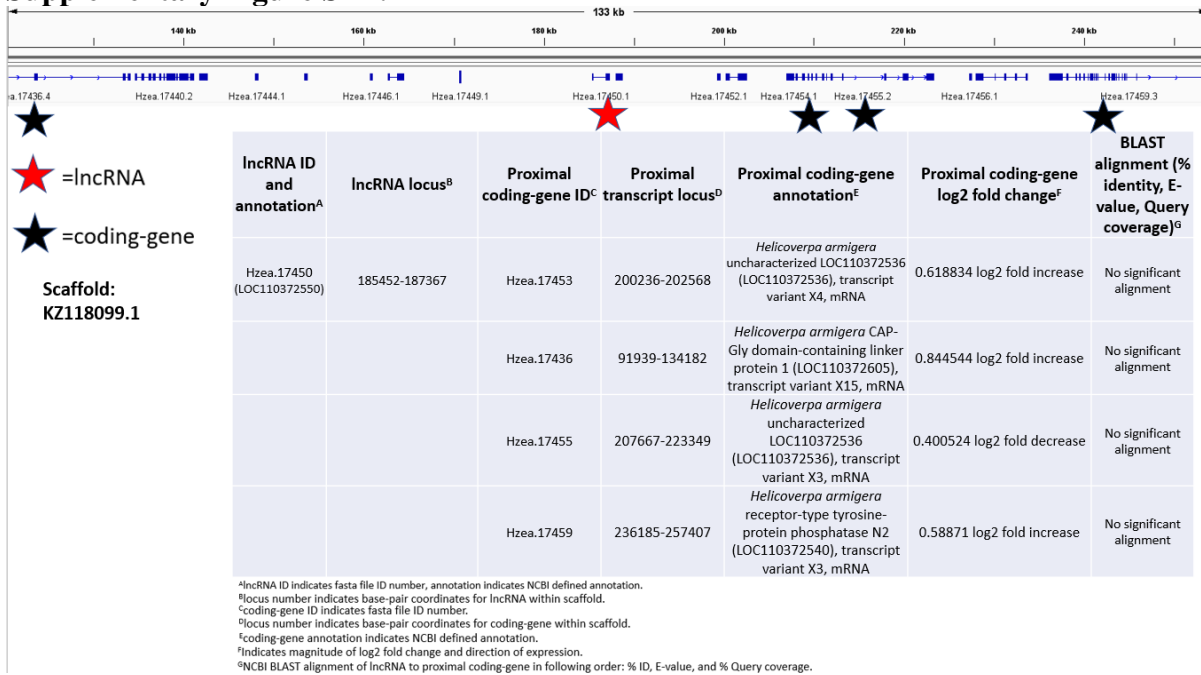 133 kb
140 kb 160 kb 180 kb 200 kb 220 kb 240 kb
ea.17436.4 Hzea.17440.2 Hzea.17444.1 Hzea.17446.1 Hzea.17449.1 Hzea.17450.1 Hzea.17452.1 Hzea.17454.1 Hzea.17455.2 Hzea.17456.1 Hzea.17459.3
=lncRNA
=coding-gene
Scaffold:
KZ118099.1
lncRNA ID
and
annotationA
lncRNA locusB
Proximal
coding-gene IDC
Proximal
transcript locusD
Proximal coding-gene
annotationE
Proximal coding-gene
log2 fold changeF
BLAST
alignment (%
identity, E-
value, Query
coverage)G
Hzea.17450
(LOC110372550)
185452-187367
Hzea.17453
200236-202568
Helicoverpa armigera
uncharacterized LOC110372536
(LOC110372536), transcript
variant X4, mRNA
0.618834 log2 fold increase
No significant
alignment
Hzea.17436
91939-134182
Helicoverpa armigera CAP-
Gly domain-containing linker
protein 1 (LOC110372605),
transcript variant X15, mRNA
0.844544 log2 fold increase
No significant
alignment
Hzea.17455
207667-223349
Helicoverpa armigera
uncharacterized
LOC110372536
(LOC110372536), transcript
variant X3, mRNA
0.400524 log2 fold decrease
No significant
alignment
Hzea.17459
236185-257407
Helicoverpa armigera
receptor-type tyrosine-
protein phosphatase N2
(LOC110372540), transcript
variant X3, mRNA
0.58871 log2 fold increase
No significant
alignment
AlncRNA ID indicates fasta file ID number, annotation indicates NCBI defined annotation.
Blocus number indicates base-pair coordinates for lncRNA within scaffold.
Ccoding-gene ID indicates fasta file ID number.
Dlocus number indicates base-pair coordinates for coding-gene within scaffold.
Ecoding-gene annotation indicates NCBI defined annotation.
FIndicates magnitude of log2 fold change and direction of expression.
GNCBI BLAST alignment of lncRNA to proximal coding-gene in following order: % ID, E-value, and % Query coverage.